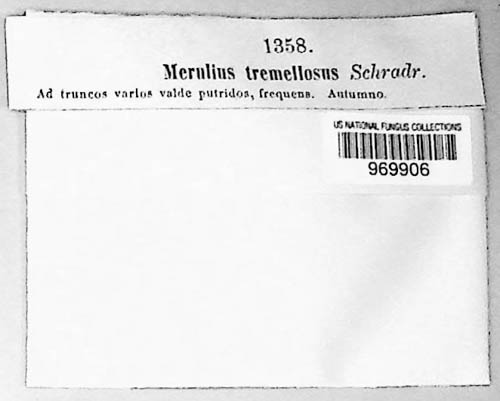 1358.
Merulius tremellosus Schradr.
Ad truncos varios valde putridos, frequens. Autumno.
US NATIONAL FUNGUS COLLECTIONS
969906